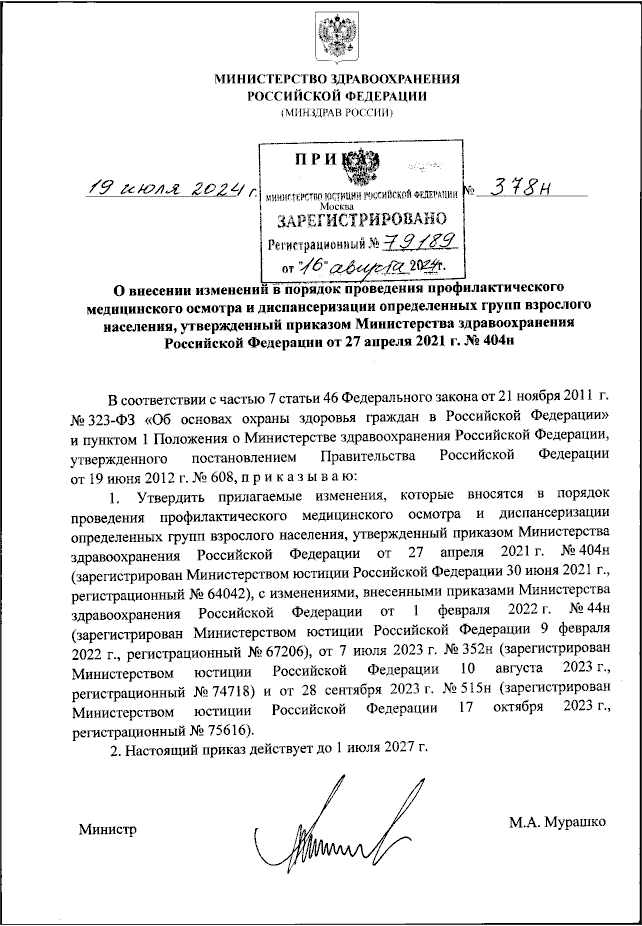 МИНИСТЕРСТВО ЗДРАВООХРАНЕНИЯ
РОССИЙСКОЙ ФЕДЕРАЦИИ
(МИНЗДРАВ РОССИИ)
ПРИКАЗ
19 июля 2024 г.
№ 378н
МИНИСТЕРСТВО ЮСТИЦИИ РОССИЙСКОЙ ФЕДЕРАЦИИ
Москва
ЗАРЕГИСТРИРОВАНО
Регистрационный № 79189
от "16" августа 2024г.
О внесении изменений в порядок проведения профилактического
медицинского осмотра и диспансеризации определенных групп взрослого
населения, утвержденный приказом Министерства здравоохранения
Российской Федерации от 27 апреля 2021 г. № 404н
В соответствии с частью 7 статьи 46 Федерального закона от 21 ноября 2011 г.
№ 323-ФЗ «Об основах охраны здоровья граждан в Российской Федерации»
и пунктом 1 Положения о Министерстве здравоохранения Российской Федерации,
утвержденного постановлением Правительства Российской Федерации
от 19 июня 2012 г. № 608, п р и к а з ы в а ю:
1. Утвердить прилагаемые изменения, которые вносятся в порядок
проведения профилактического медицинского осмотра и диспансеризации
определенных групп взрослого населения, утвержденный приказом Министерства
здравоохранения Российской Федерации от 27 апреля 2021 г. № 404н
(зарегистрирован Министерством юстиции Российской Федерации 30 июня 2021 г.,
регистрационный № 64042), с изменениями, внесенными приказами Министерства
здравоохранения Российской Федерации от 1 февраля 2022 г. № 44н
(зарегистрирован Министерством юстиции Российской Федерации 9 февраля
2022 г., регистрационный № 67206), от 7 июля 2023 г. № 352н (зарегистрирован
Министерством юстиции Российской Федерации 10 августа 2023 г.,
регистрационный № 74718) и от 28 сентября 2023 г. № 515н (зарегистрирован
Министерством юстиции Российской Федерации 17 октября 2023 г.,
регистрационный № 75616).
2. Настоящий приказ действует до 1 июля 2027 г.
Министр
М.А. Мурашко